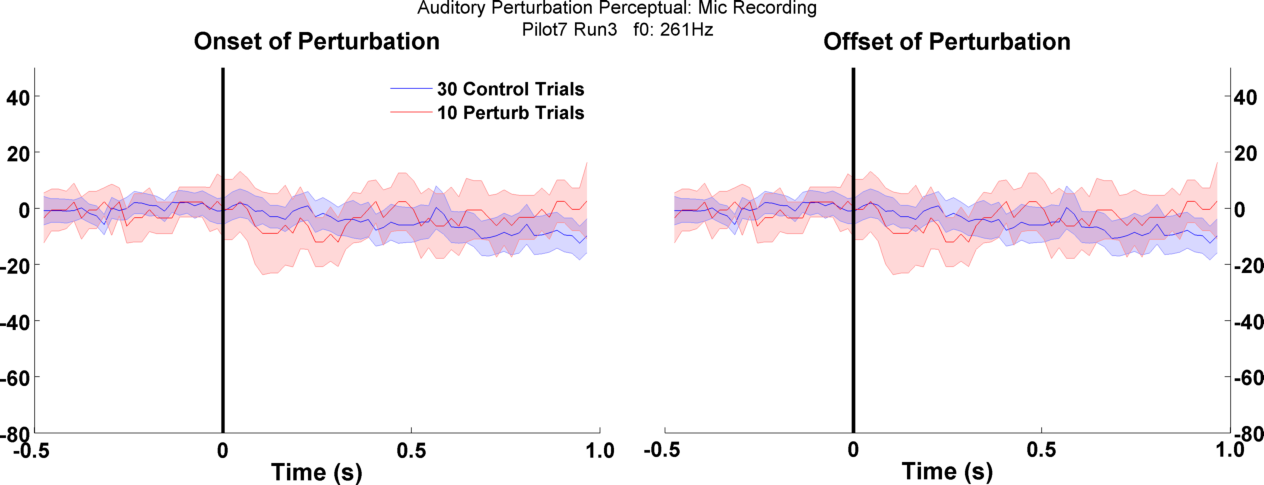 Auditory Perturbation Perceptual: Mic Recording
Pilot7 Run3 f0: 261Hz
Onset of Perturbation
Offset of Perturbation
30 Control Trials
10 Perturb Trials
40
20
0
-20
-40
-60
-80
-0.5
0
0.5
1.0
Time (s)
40
20
0
-20
-40
-60
-80
-0.5
0
0.5
1.0
Time (s)